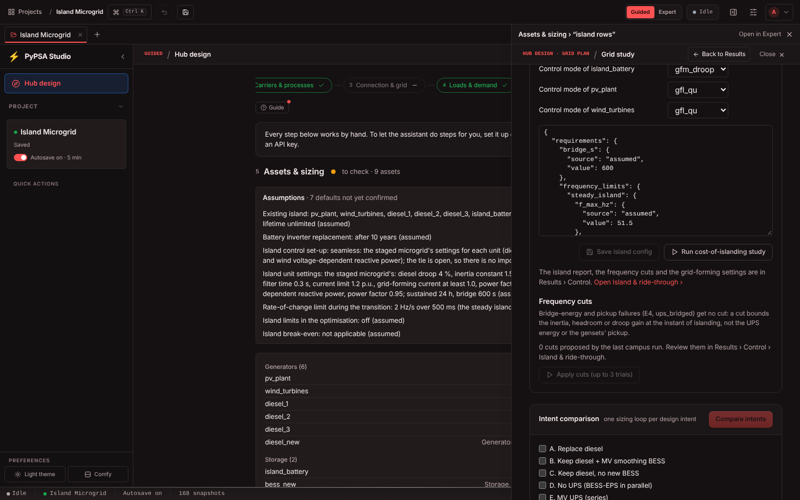 Projects / Island Microgrid
Ctrl K
Guided Expert
Idle
A
Island Microgrid
PyPSA Studio
Hub design
PROJECT
Island Microgrid
Saved
Autosave on · 5 min
QUICK ACTIONS
PREFERENCES
Light theme
Comfy
GUIDED Hub design
Carriers & processes
3 Connection & grid
4 Loads & demand
Guide
Every step below works by hand. To let the assistant do steps for you, set it up
an API key.
5 Assets & sizing to check · 9 assets
Assumptions · 7 defaults not yet confirmed
Existing island: pv_plant, wind_turbines, diesel_1, diesel_2, diesel_3, island_batter
lifetime unlimited (assumed)
Battery inverter replacement: after 10 years (assumed)
Island control set-up: seamless: the staged microgrid's settings for each unit (di
and wind voltage-dependent reactive power); the tie is open, so there is no impo
Island unit settings: the staged microgrid's: diesel droop 4 %, inertia constant 1.5
filter time 0.3 s, current limit 1.2 p.u., grid-forming current at least 1.0, power fact
dependent reactive power, power factor 0.95; sustained 24 h, bridge 600 s (ass
Rate-of-change limit during the transition: 2 Hz/s over 500 ms (the steady island
Island limits in the optimisation: off (assumed)
Island break-even: not applicable (assumed)
Generators (6)
pv_plant
wind_turbines
diesel_1
diesel_2
diesel_3
diesel_new Generato
Storage (2)
island_battery
bess_new Storage
Assets & sizing › "island rows"
Open in Expert
HUB DESIGN · GRID PLAN / Grid study
Back to Results
Close
Control mode of island_battery gfm_droop
Control mode of pv_plant gfl_qu
Control mode of wind_turbines gfl_qu
{
"requirements": {
"bridge_s": {
"source": "assumed",
"value": 600
},
"frequency_limits": {
"steady_island": {
"f_max_hz": {
"source": "assumed",
"value": 51.5
},
Save island config
Run cost-of-islanding study
The island report, the frequency cuts and the grid-forming settings are in
Results › Control. Open Island & ride-through ›
Frequency cuts
Bridge-energy and pickup failures (E4, ups_bridged) get no cut: a cut bounds
the inertia, headroom or droop gain at the instant of islanding, not the UPS
energy or the gensets' pickup.
0 cuts proposed by the last campaign run. Review them in Results › Control ›
Island & ride-through.
Apply cuts (up to 3 trials)
Intent comparison one sizing loop per design intent
Compare intents
A. Replace diesel
B. Keep diesel + MV smoothing BESS
C. Keep diesel, no new BESS
D. No UPS (BESS-EPS in parallel)
E. MV UPS (series)
Idle Island Microgrid Autosave on · 168 snapshots